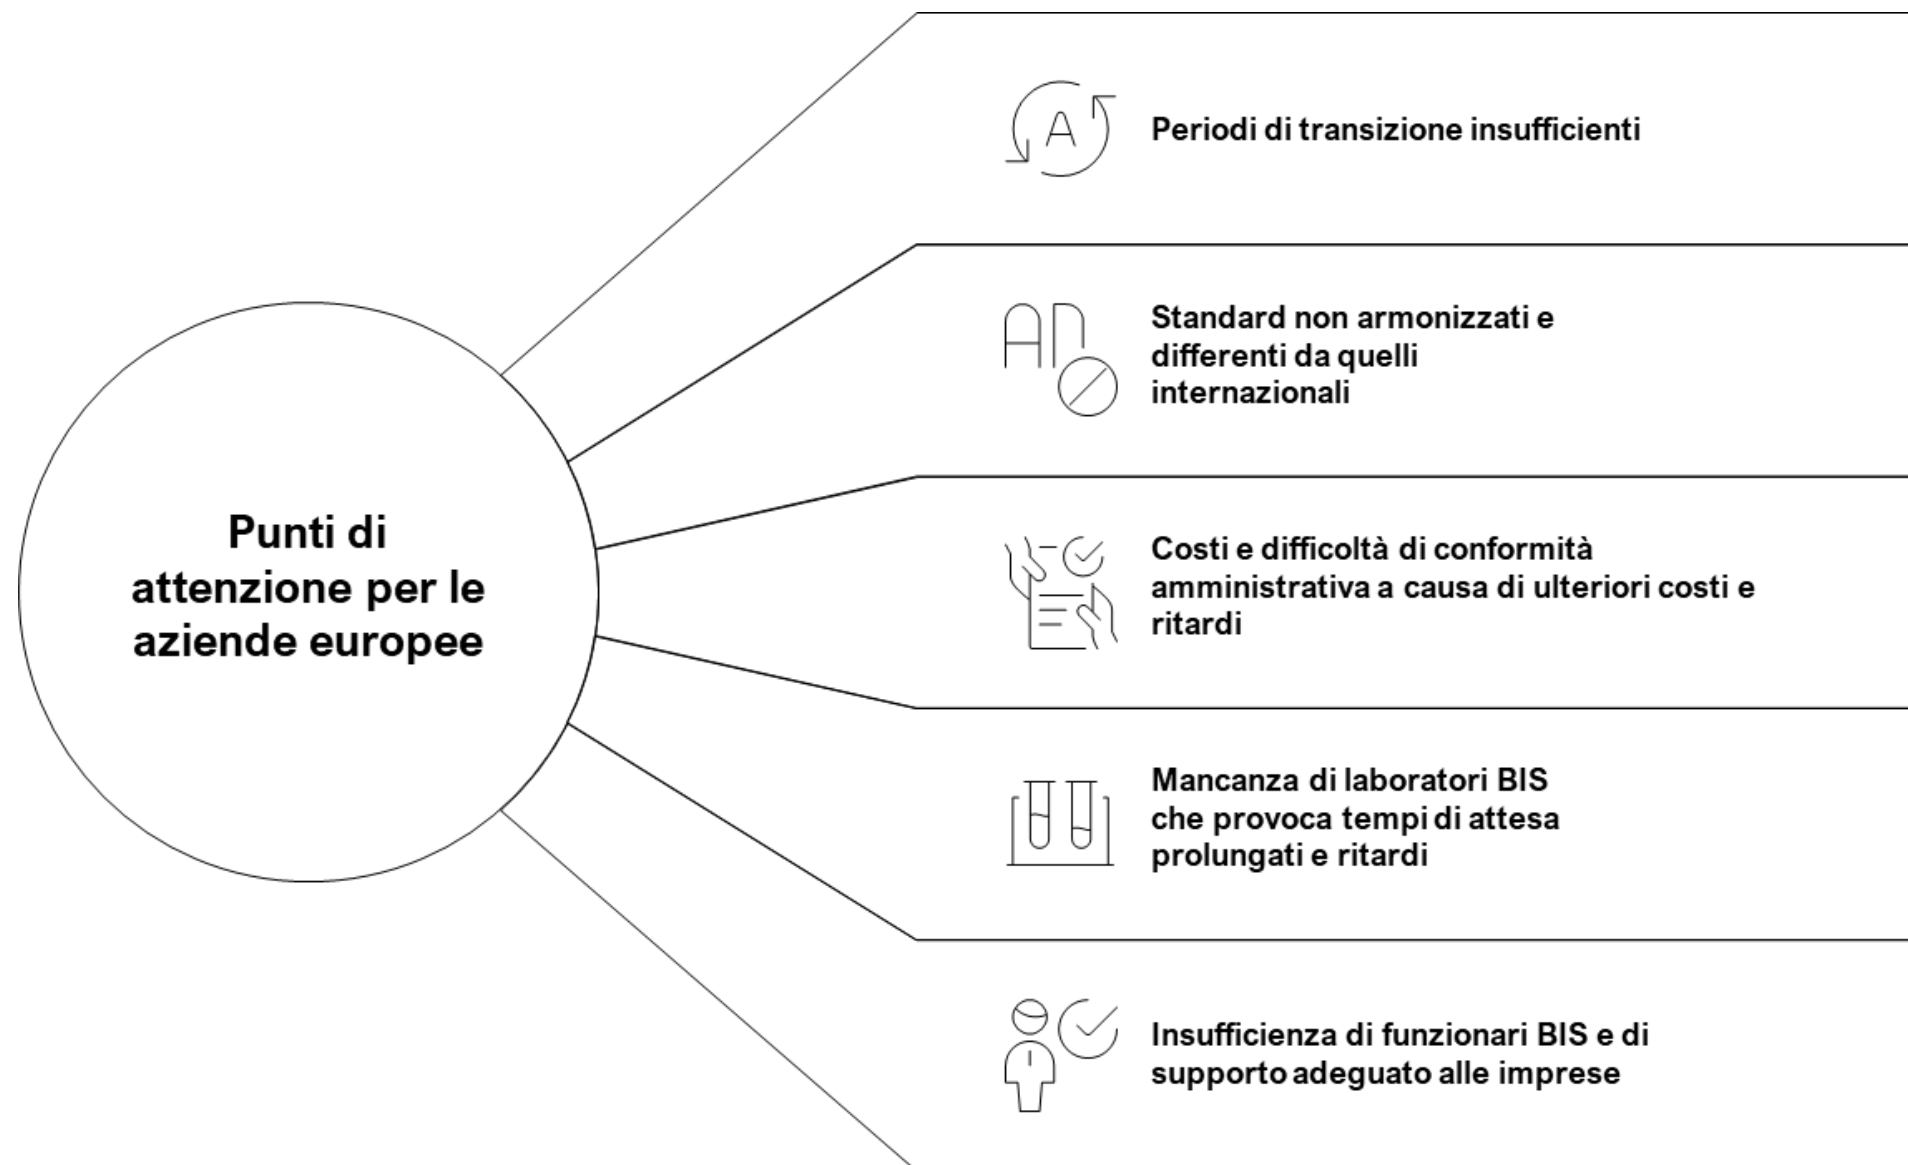 Punti di
attenzione per le
aziende europee
A
Periodi di transizione insufficienti
Standard non armonizzati e
differenti da quelli
internazionali
Costi e difficoltà di conformità
amministrativa a causa di ulteriori costi e
ritardi
Mancanza di laboratori BIS
che provoca tempi di attesa
prolungati e ritardi
Insufficienza di funzionari BIS e di
supporto adeguato alle imprese